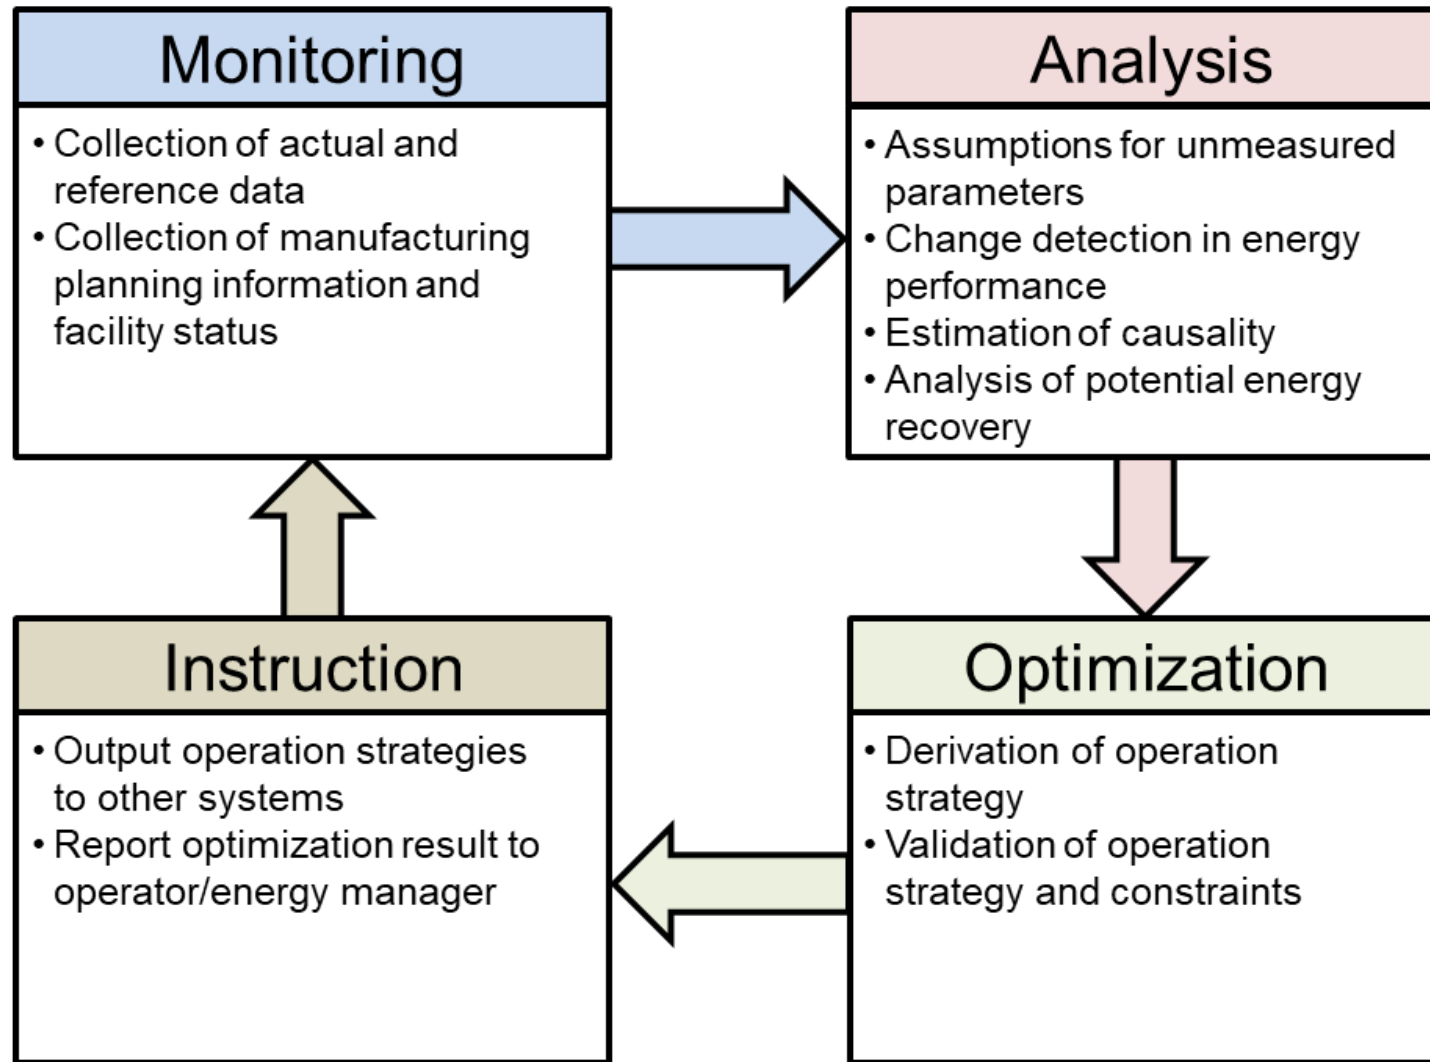 Monitoring
• Collection of actual and
reference data
• Collection of manufacturing
planning information and
facility status
Analysis
• Assumptions for unmeasured
parameters
• Change detection in energy
performance
• Estimation of causality
• Analysis of potential energy
recovery
Instruction
• Output operation strategies
to other systems
• Report optimization result to
operator/energy manager
Optimization
• Derivation of operation
strategy
• Validation of operation
strategy and constraints